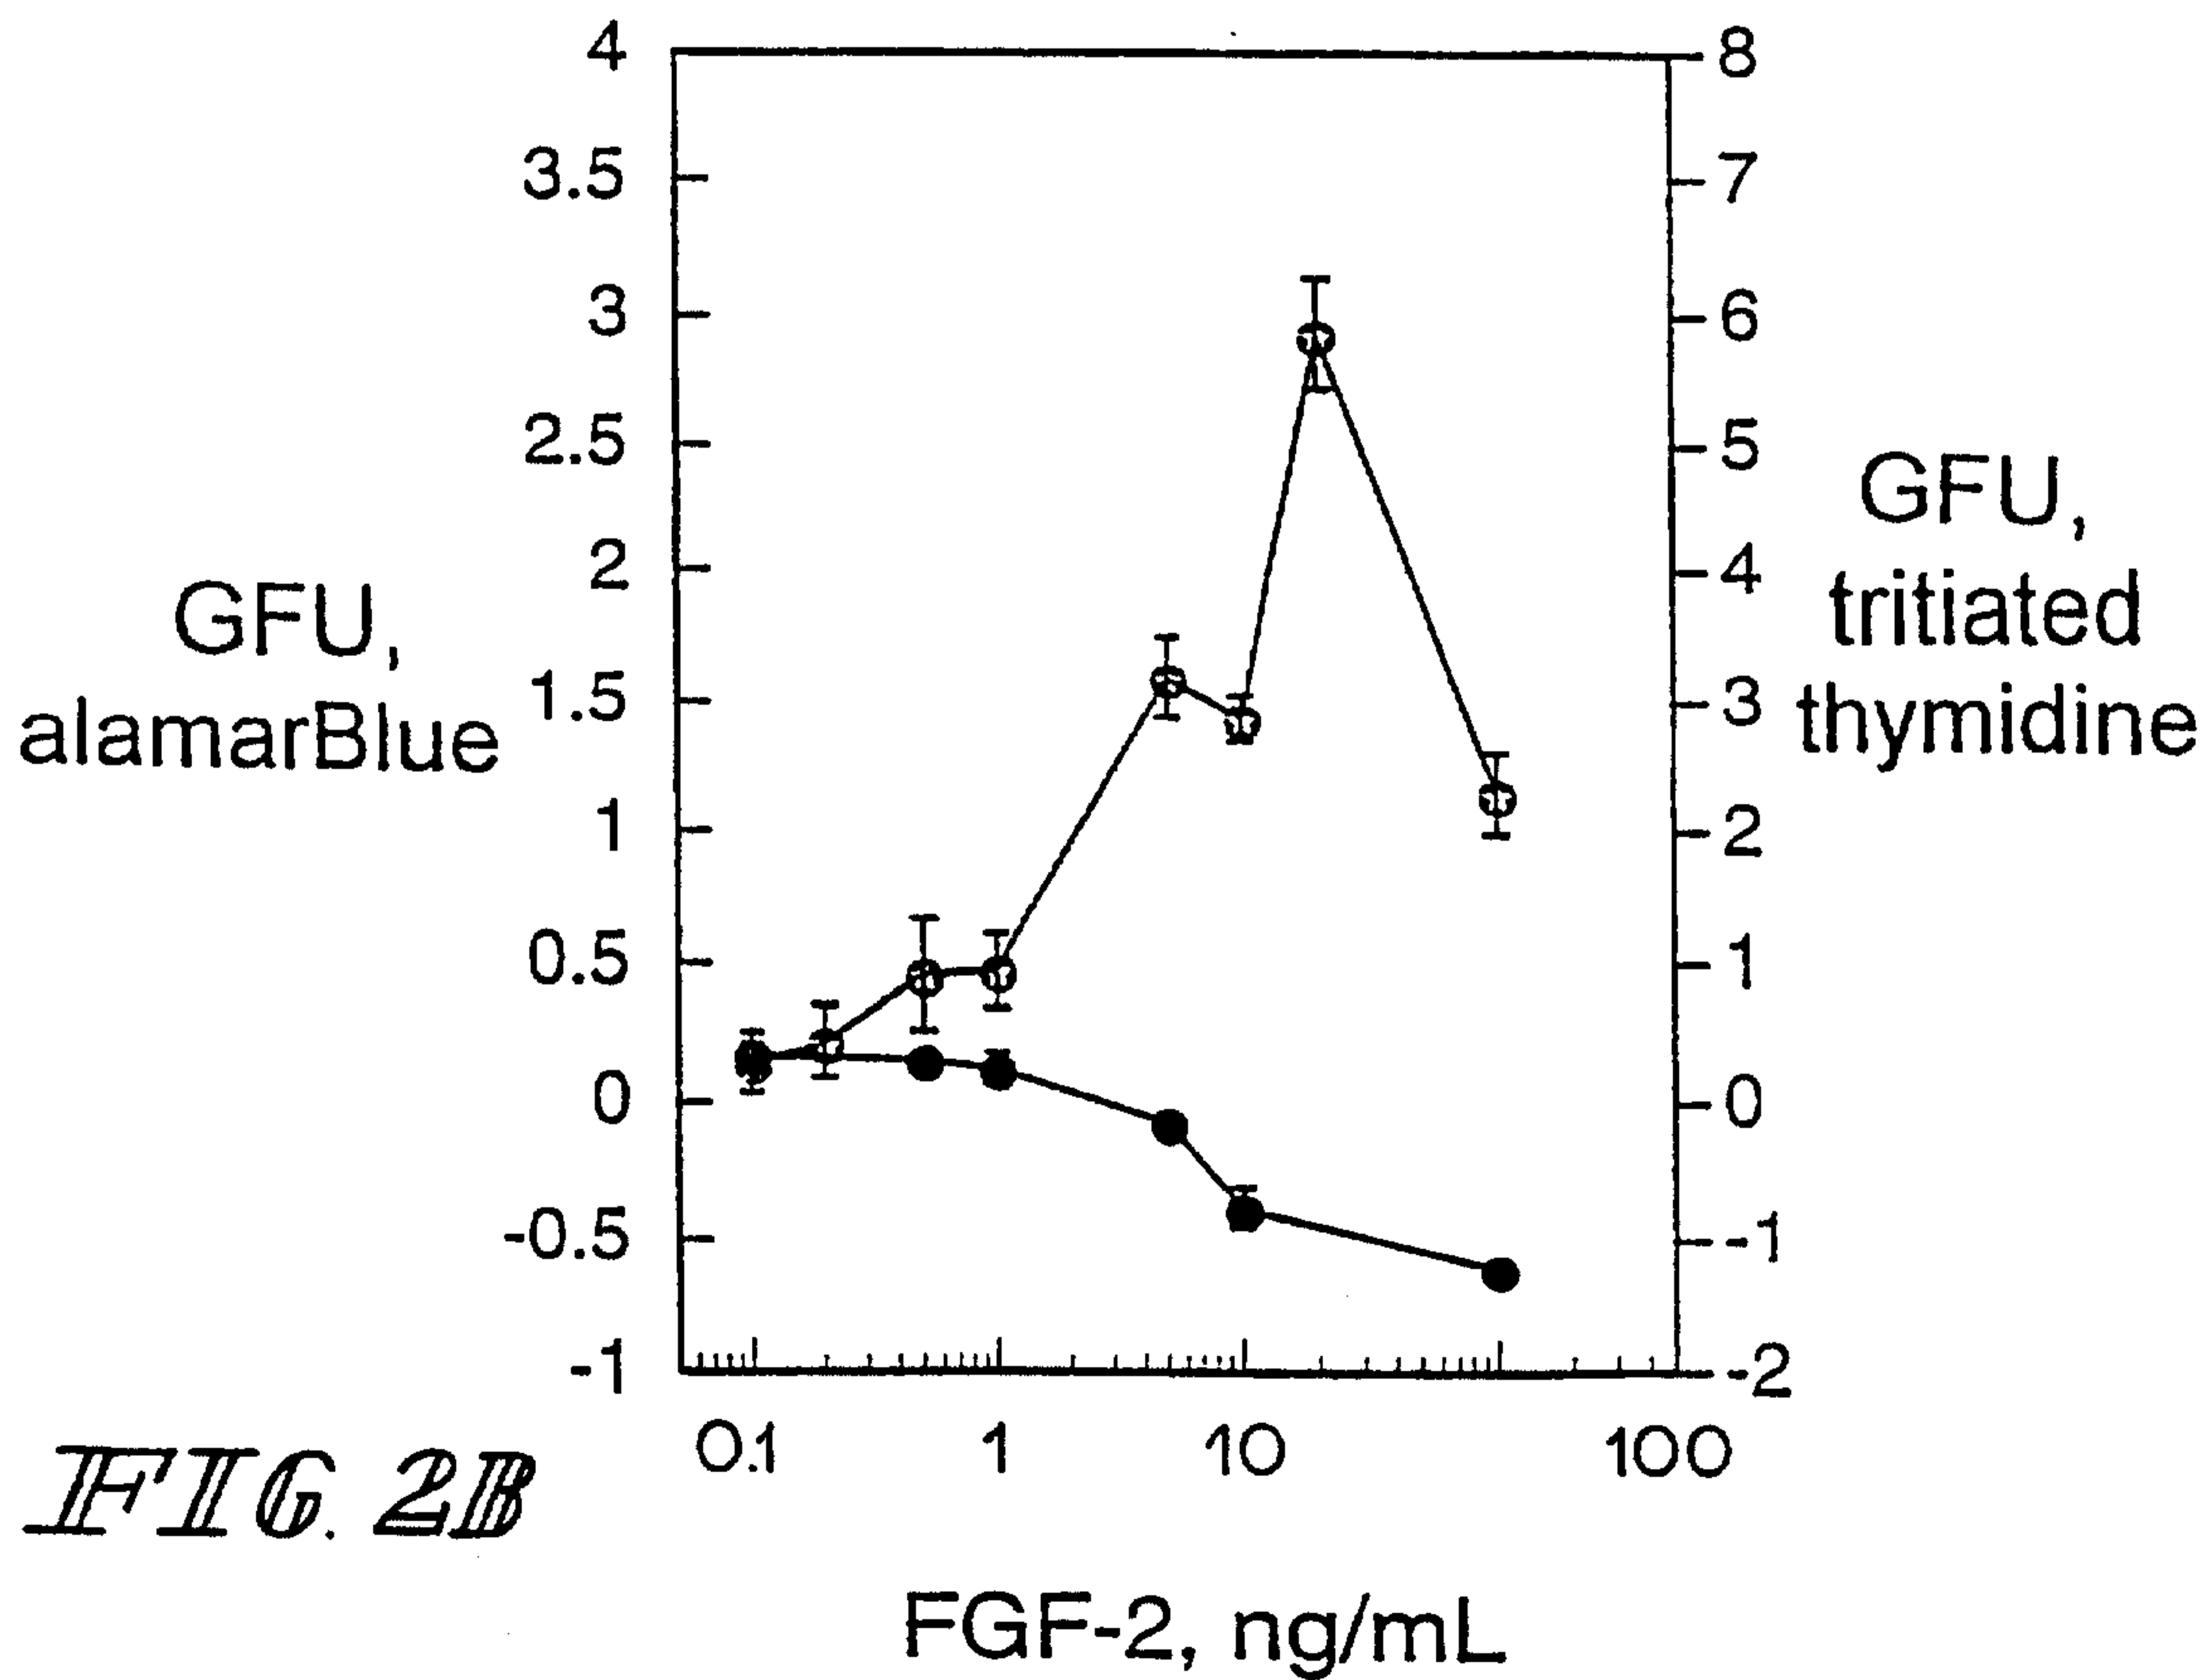 4
3.5
3
2.5
2
1.5
1
0.5
0
-0.5
-1
GFU,
alamarBlue
8
7
6
5
4
3
2
1
0
-1
-2
GFU,
tritiated
thymidine
0.1 1 10 100
FIG. 2B
FGF-2, ng/mL